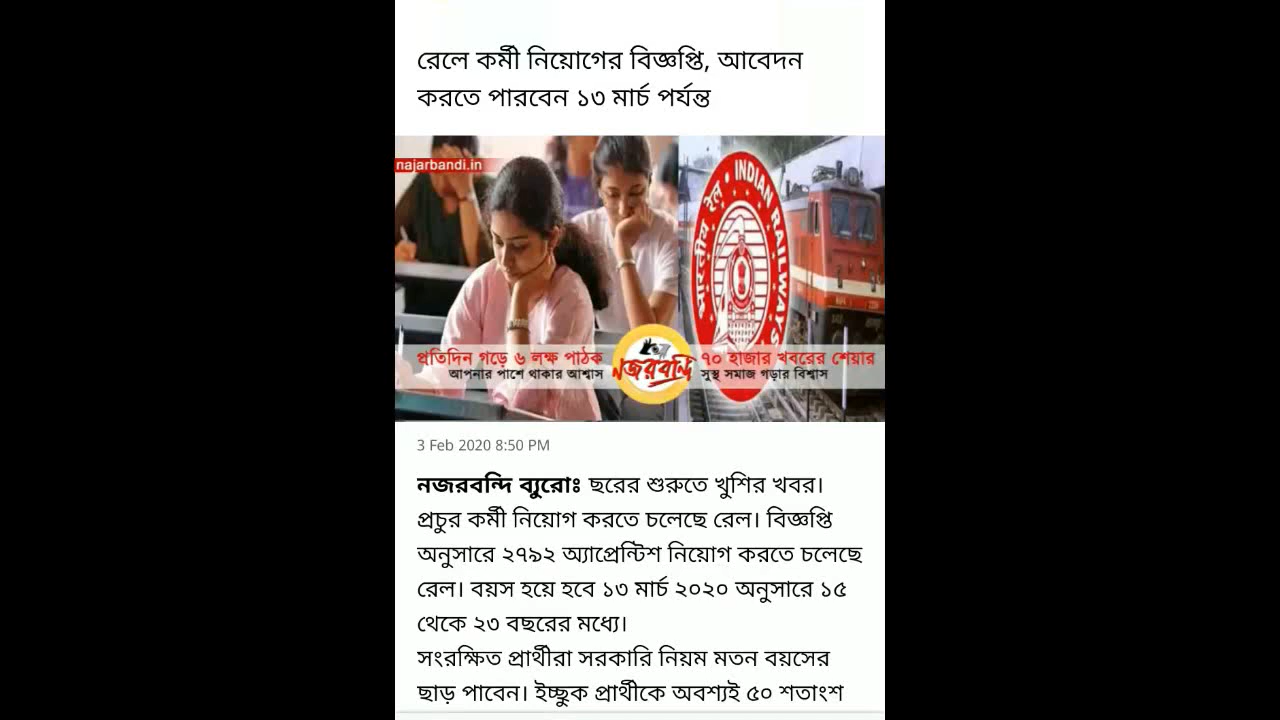 রেলে কর্মী নিয়োগের বিজ্ঞপ্তি, আবেদন
করতে পারবেন ১৩ মার্চ পর্যন্ত
najarbandi.in
भारतीय रेल • INDIAN RAILWAYS
প্রতিদিন গড়ে ৬ লক্ষ পাঠক
আপনার পাশে থাকার আশ্বাস
নজরবন্দি
৭০ হাজার খবরের শেয়ার
সুস্থ সমাজ গড়ার বিশ্বাস
3 Feb 2020 8:50 PM
নজরবন্দি ব্যুরোঃ ছরের শুরুতে খুশির খবর।
প্রচুর কর্মী নিয়োগ করতে চলেছে রেল। বিজ্ঞপ্তি
অনুসারে ২৭৯২ অ্যাপ্রেন্টিশ নিয়োগ করতে চলেছে
রেল। বয়স হয়ে হবে ১৩ মার্চ ২০২০ অনুসারে ১৫
থেকে ২৩ বছরের মধ্যে।
সংরক্ষিত প্রার্থীরা সরকারি নিয়ম মতন বয়সের
ছাড় পাবেন। ইচ্ছুক প্রার্থীকে অবশ্যই ৫০ শতাংশ